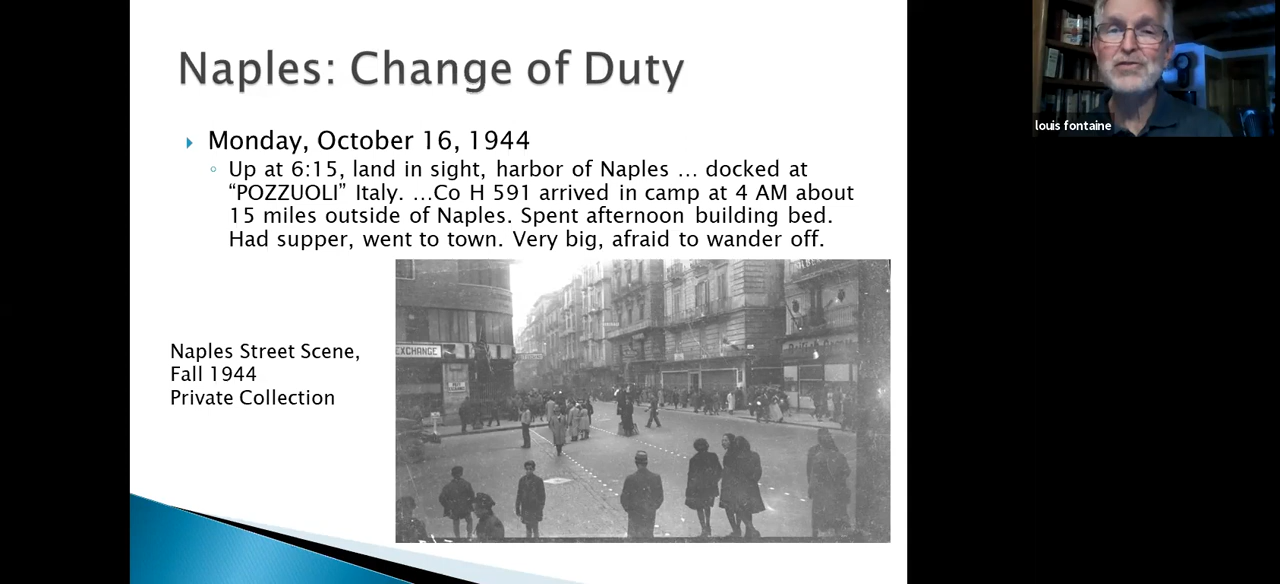 Naples: Change of Duty
Monday, October 16, 1944
Up at 6:15, land in sight, harbor of Naples … docked at
“POZZUOLI” Italy. …Co H 591 arrived in camp at 4 AM about
15 miles outside of Naples. Spent afternoon building bed.
Had supper, went to town. Very big, afraid to wander off.
Naples Street Scene,
Fall 1944
Private Collection
EXCHANGE
louis fontaine